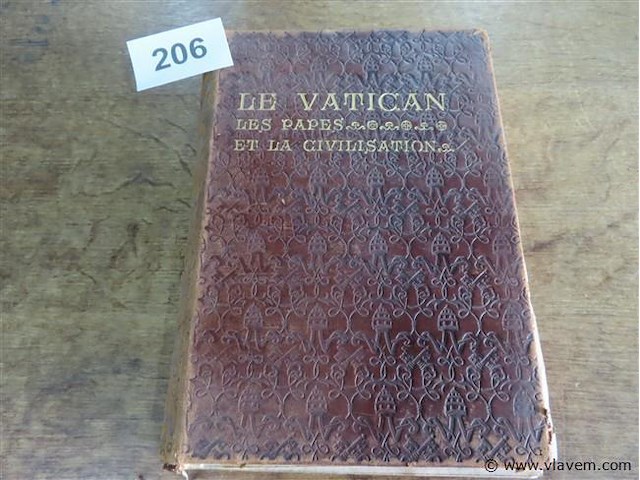 206
LE VATICAN
LES PAPES
ET LA CIVILISATION
© www.vlavem.com